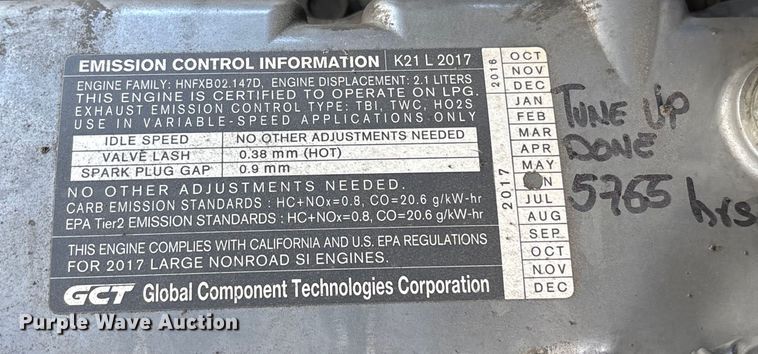 EMISSION CONTROL INFORMATION K21 L 2017
ENGINE FAMILY: HNFXB02.147D, ENGINE DISPLACEMENT: 2.1 LITERS
THIS ENGINE IS CERTIFIED TO OPERATE ON LPG.
EXHAUST EMISSION CONTROL TYPE: TBI, TWC, HO2S
USE IN VARIABLE-SPEED APPLICATIONS ONLY
IDLE SPEED NO OTHER ADJUSTMENTS NEEDED
VALVE LASH 0.38 mm (HOT)
SPARK PLUG GAP 0.9 mm
NO OTHER ADJUSTMENTS NEEDED.
CARB EMISSION STANDARDS : HC+NOx=0.8, CO=20.6 g/kW-hr
EPA Tier2 EMISSION STANDARDS : HC+NOx=0.8, CO=20.6 g/kW-hr
THIS ENGINE COMPLIES WITH CALIFORNIA AND U.S. EPA REGULATIONS
FOR 2017 LARGE NONROAD SI ENGINES.
GCT Global Component Technologies Corporation
2016
OCT
NOV
DEC
2017
JAN
FEB
MAR
APR
MAY
JUL
AUG
SEP
OCT
NOV
DEC
TUNE UP
DONE
5765 hrs
Purple Wave Auction